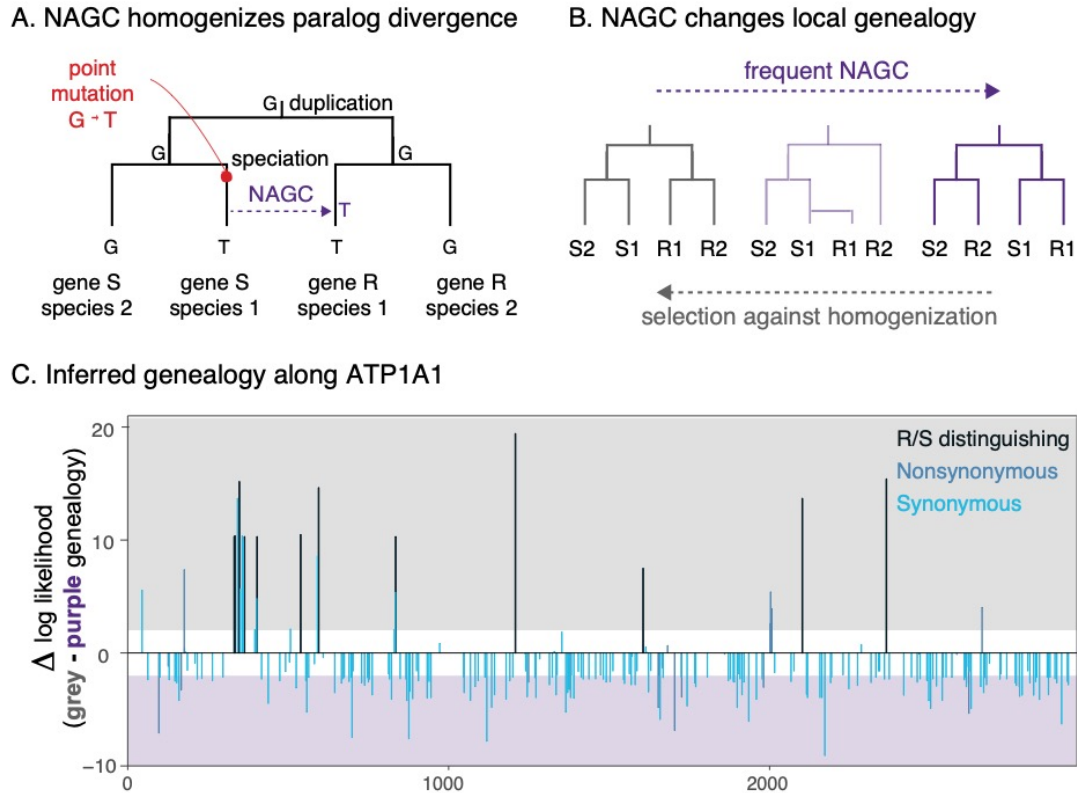 A. NAGC homogenizes paralog divergence
point
mutation
G → T
G duplication
G speciation G
NAGC T
G T T G
gene S gene S gene R gene R
species 2 species 1 species 1 species 2
B. NAGC changes local genealogy
frequent NAGC
S2 S1 R1 R2 S2 S1 R1 R2 S2 R2 S1 R1
selection against homogenization
C. Inferred genealogy along ATP1A1
Δ log likelihood
(grey - purple genealogy)
20
10
0
−10
R/S distinguishing
Nonsynonymous
Synonymous
0 1000 2000